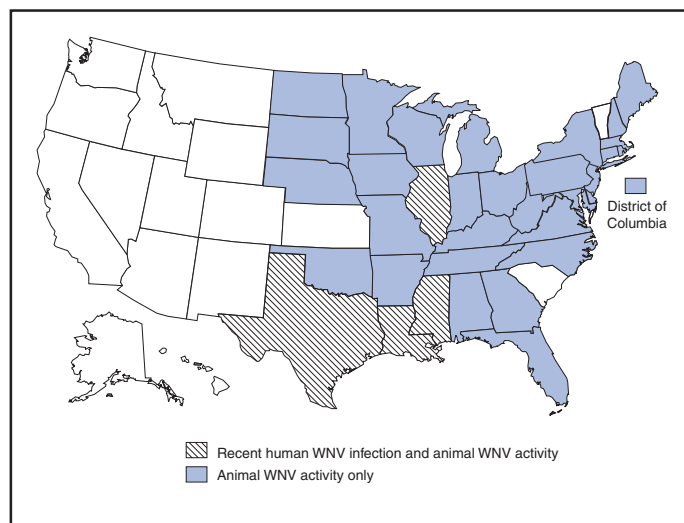 District of
Columbia
Recent human WNV infection and animal WNV activity
Animal WNV activity only